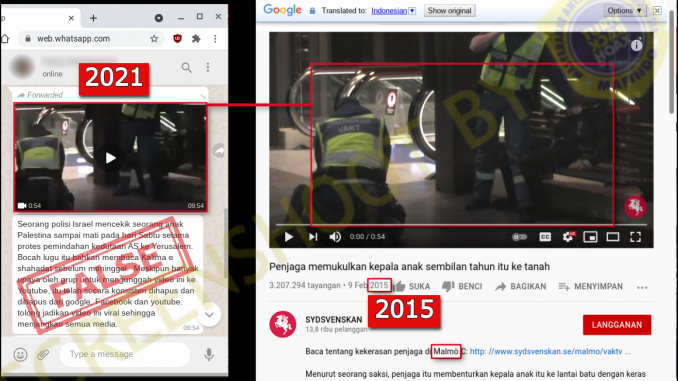 web.whatsapp.com
online
2021
Forwarded
VAKT
0:54
09:54
Seorang polisi Israel mencekik seorang anak
Palestina sampai mati pada hari Sabtu selama
protes pemindahan kedutaan AS ke Yerusalem.
Bocah lugu itu bahkan membaca Kalima e
shahadat sebelum meninggal. Meskipun banyak
upaya oleh grup untuk mengunggah video ini ke
Youtube, itu telah secara konsisten dihapus dan
dihapus dari google, Facebook dan youtube.
tolong jadikan video ini viral sehingga
menjangkau semua media.
09:54
FALSE
Type a message
Google
Translated to: Indonesian
Show original
Options
VAKT
0:00 / 0:54
CC
Penjaga memukulkan kepala anak sembilan tahun itu ke tanah
3.207.294 tayangan • 9 Feb 2015
SUKA
BENCI
BAGIKAN
MENYIMPAN
2015
SYDSVENSKAN
13,8 ribu pelanggan
LANGGANAN
Baca tentang kekerasan penjaga di Malmö C: http://www.sydsvenskan.se/malmo/vaktv ...
Menurut seorang saksi, penjaga itu membenturkan kepala anak itu ke lantai batu dengan keras
SCREENSHOOT BY